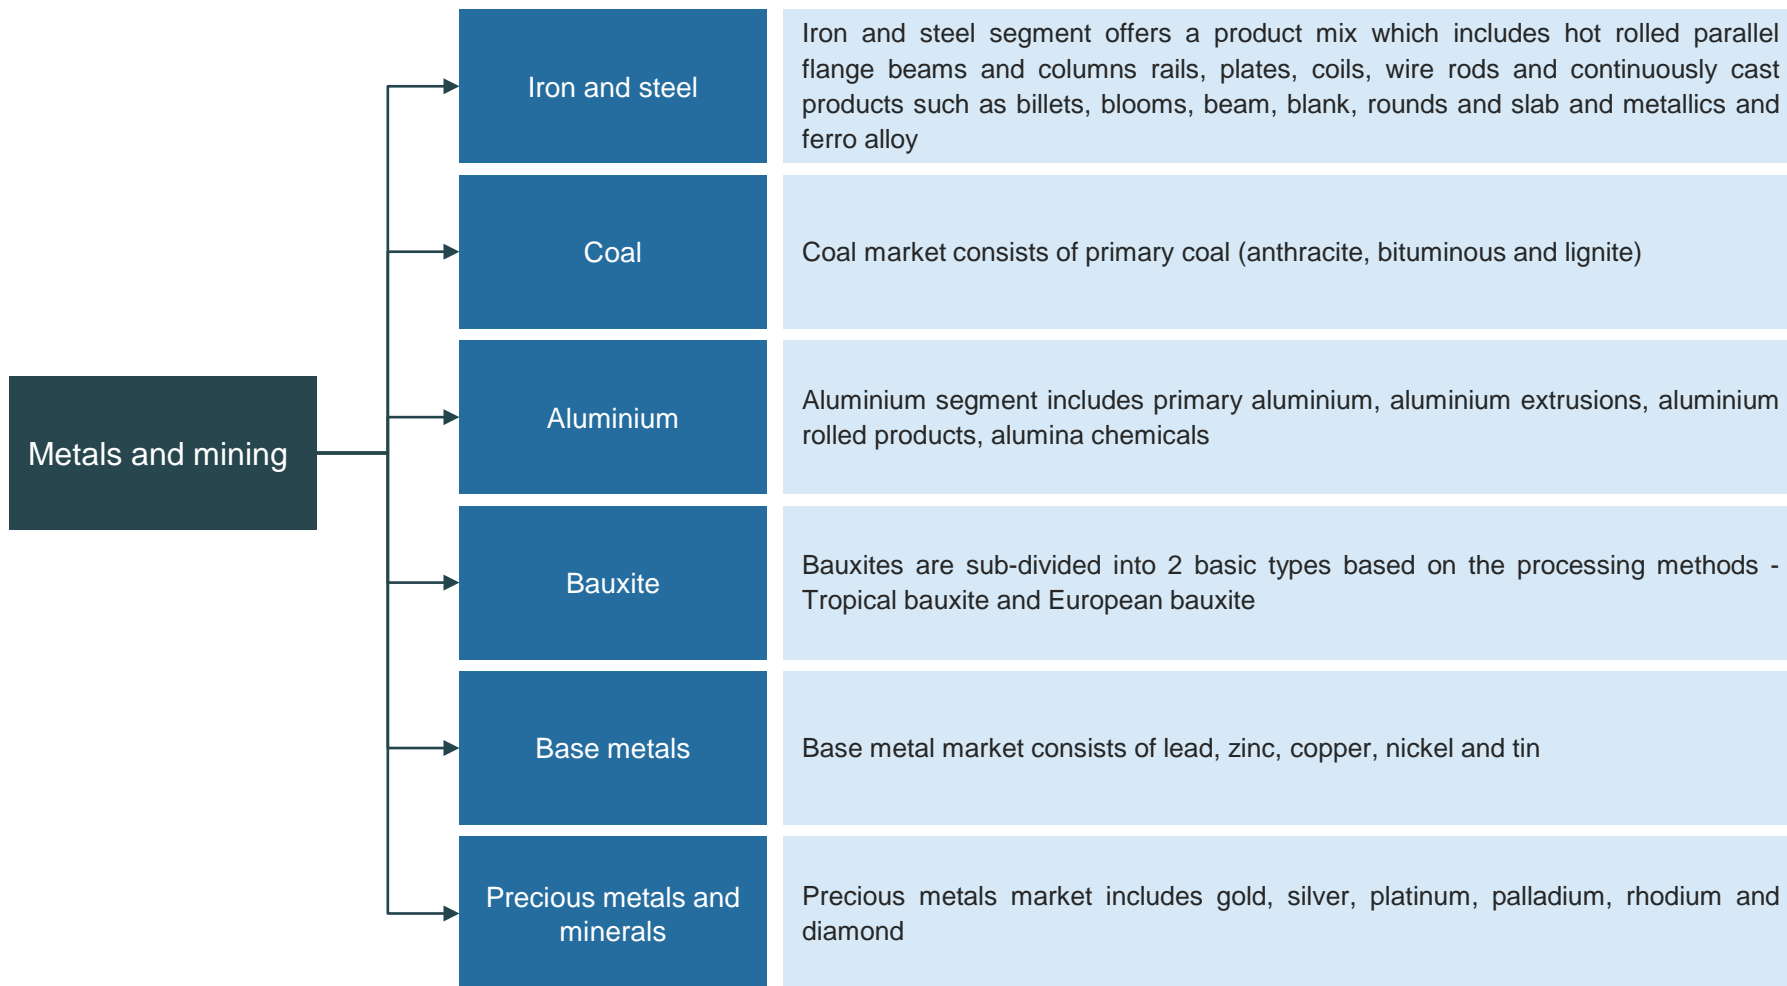 Metals and mining
Iron and steel
Iron and steel segment offers a product mix which includes hot rolled parallel
flange beams and columns rails, plates, coils, wire rods and continuously cast
products such as billets, blooms, beam, blank, rounds and slab and metallics and
ferro alloy
Coal
Coal market consists of primary coal (anthracite, bituminous and lignite)
Aluminium
Aluminium segment includes primary aluminium, aluminium extrusions, aluminium
rolled products, alumina chemicals
Bauxite
Bauxites are sub-divided into 2 basic types based on the processing methods -
Tropical bauxite and European bauxite
Base metals
Base metal market consists of lead, zinc, copper, nickel and tin
Precious metals and
minerals
Precious metals market includes gold, silver, platinum, palladium, rhodium and
diamond